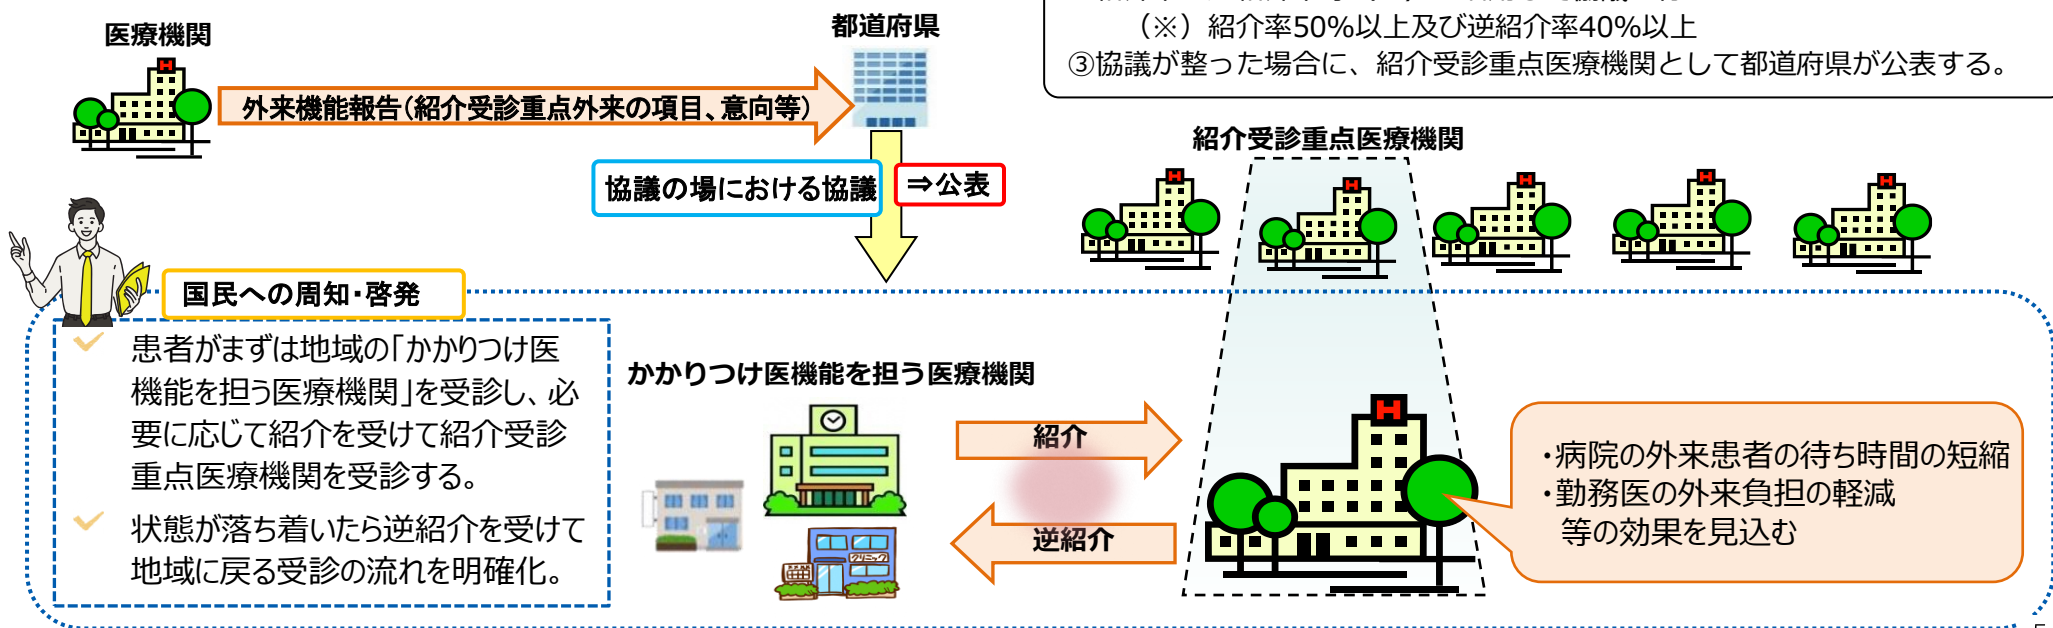 （※）紹介率50%以上及び逆紹介率40%以上
③協議が整った場合に、紹介受診重点医療機関として都道府県が公表する。
医療機関
都道府県
外来機能報告（紹介受診重点外来の項目、意向等）
協議の場における協議
⇒公表
紹介受診重点医療機関
H
H
H
H
H
H
国民への周知・啓発
患者がまずは地域の「かかりつけ医
機能を担う医療機関」を受診し、必
要に応じて紹介を受けて紹介受診
重点医療機関を受診する。
状態が落ち着いたら逆紹介を受けて
地域に戻る受診の流れを明確化。
かかりつけ医機能を担う医療機関
クリニック
紹介
逆紹介
H
・病院の外来患者の待ち時間の短縮
・勤務医の外来負担の軽減
等の効果を見込む